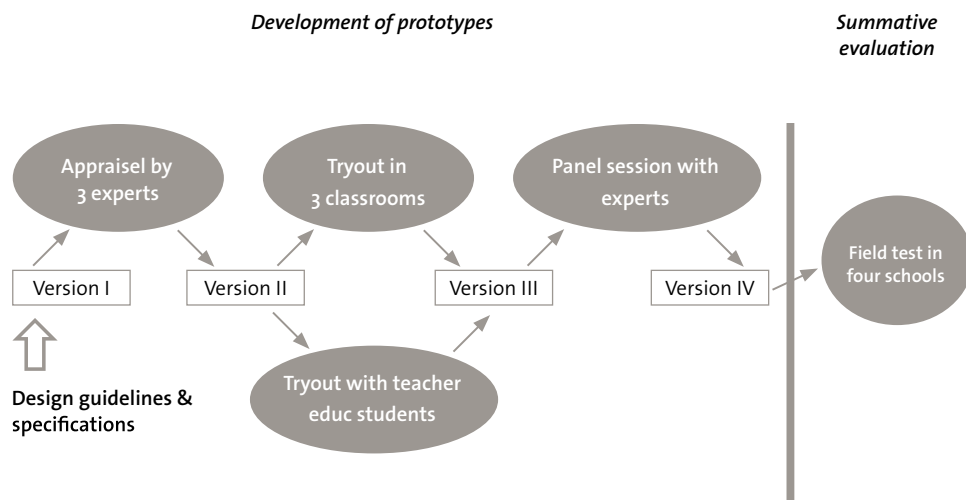 Development of prototypes
Summative
evaluation
Appraisel by
3 experts
Tryout in
3 classrooms
Panel session with
experts
Field test in
four schools
Version I
Version II
Version III
Version IV
Design guidelines &
specifications
Tryout with teacher
educ students